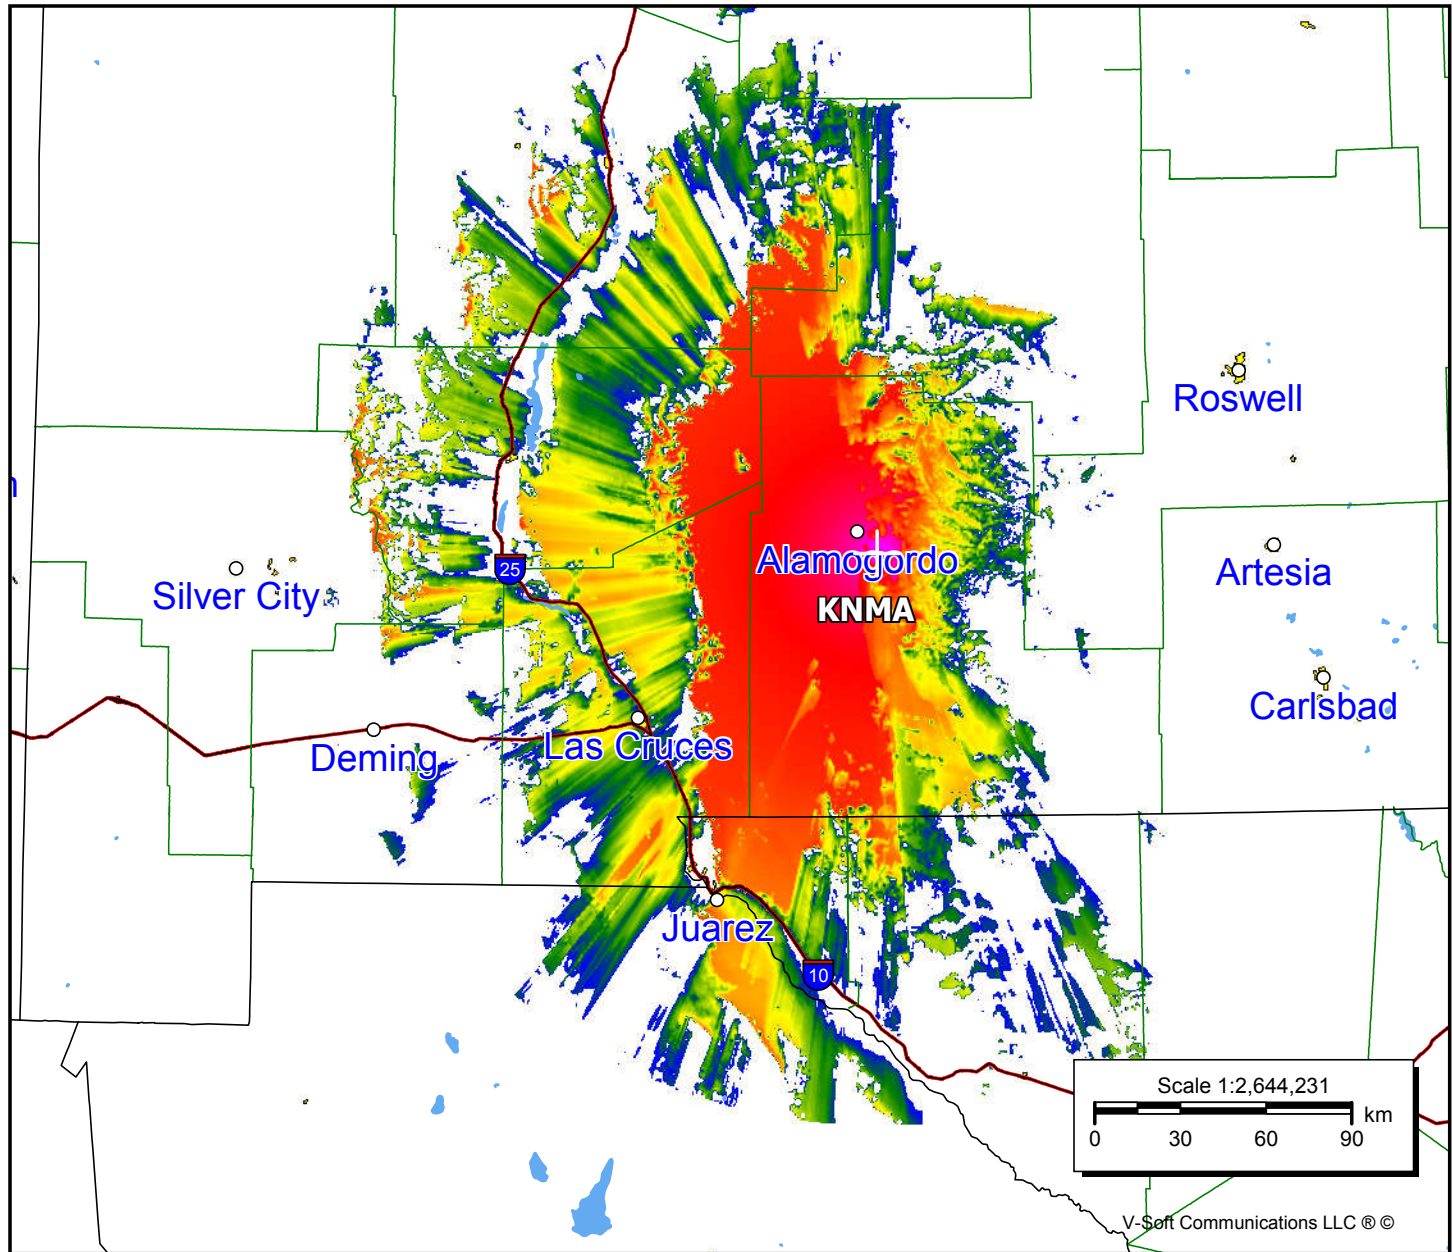 Roswell
n
25
Alamogordo
Silver City
Artesia
KNMA
Carlsbad
Las Cruces
Deming
Juarez
10
Scale 1:2,644,231
km
0 30 60 90
V-Soft Communications LLC ® ©